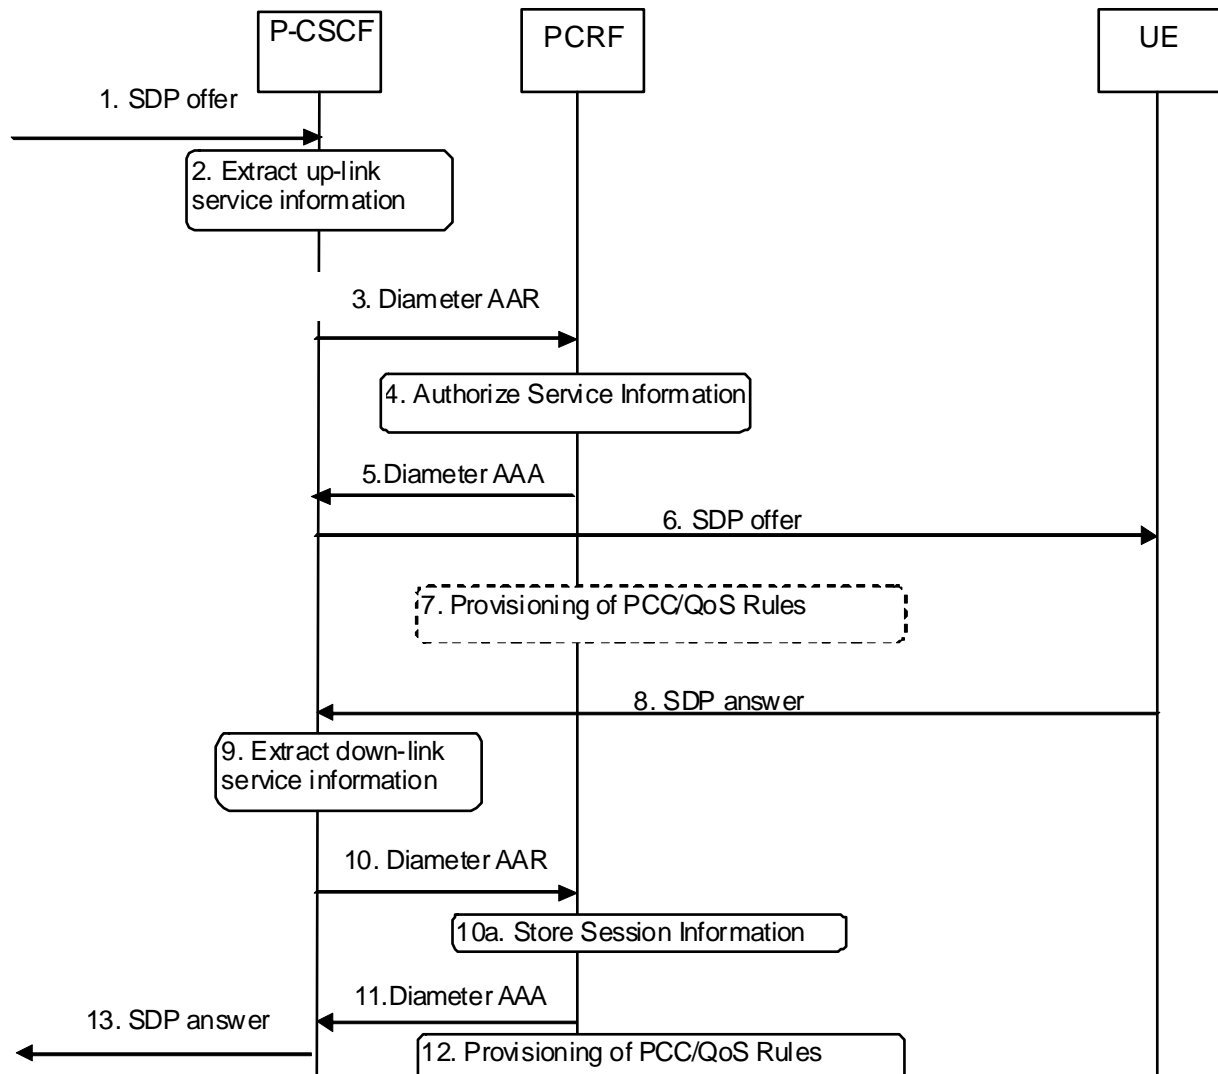 P-CSCF
PCRF
UE
1. SDP offer
2. Extract up-link
service information
3. Diameter AAR
4. Authorize Service Information
5.Diameter AAA
6. SDP offer
7. Provisioning of PCC/QoS Rules
8. SDP answer
9. Extract down-link
service information
10. Diameter AAR
10a. Store Session Information
11.Diameter AAA
13. SDP answer
12. Provisioning of PCC/QoS Rules